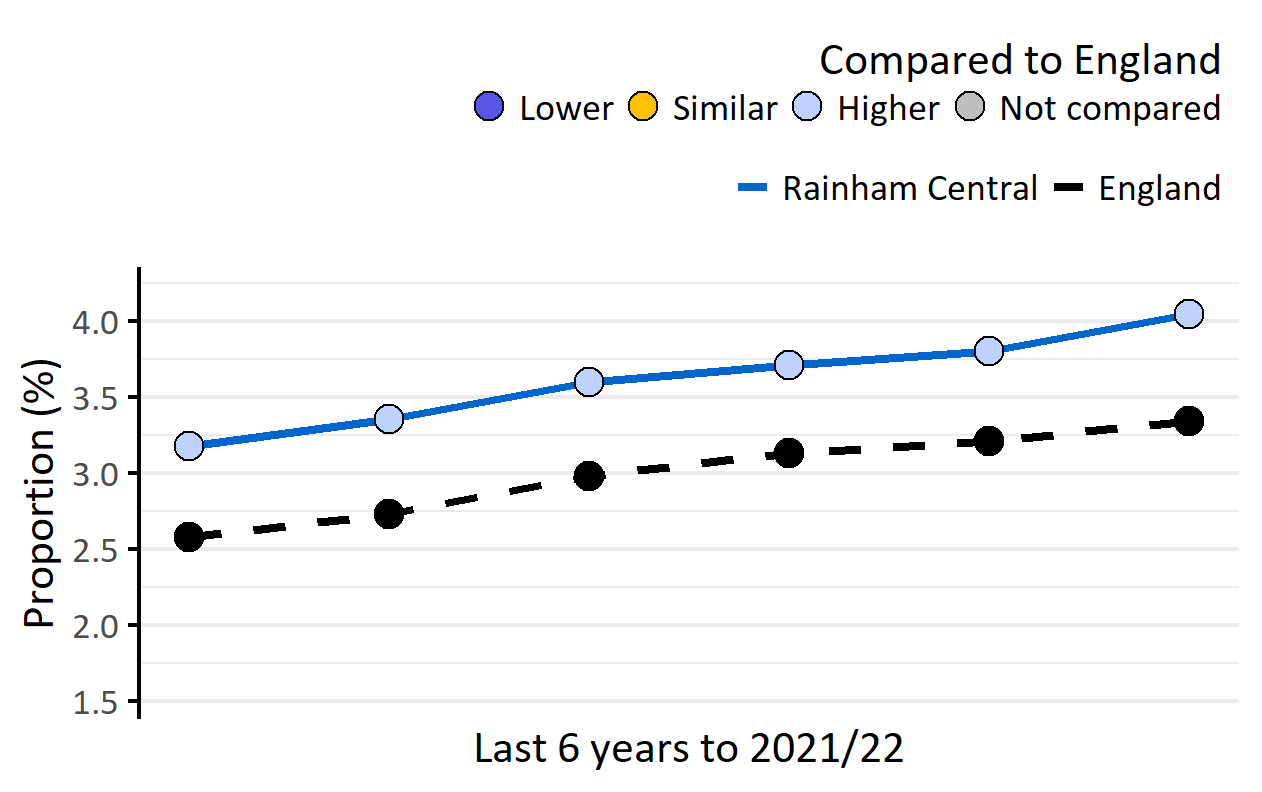 Compared to England
Lower Similar Higher Not compared
Rainham Central England
Proportion (%)
4.0
3.5
3.0
2.5
2.0
1.5
Last 6 years to 2021/22